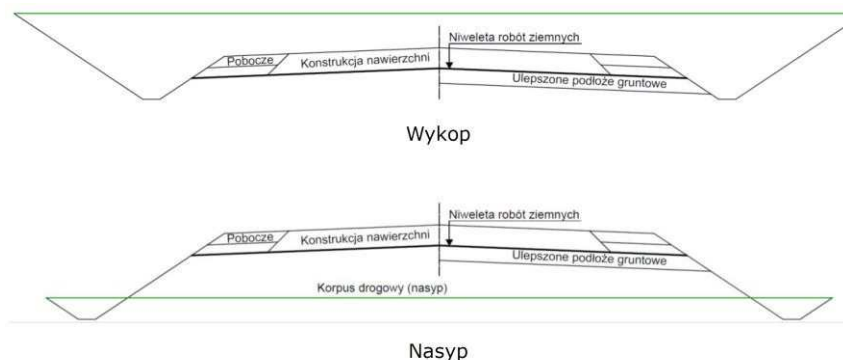 Niweleta robót ziemnych
Pobocze
Konstrukcja nawierzchni
Ulepszone podłoże gruntowe
Wykop
Niweleta robót ziemnych
Pobocze
Konstrukcja nawierzchni
Ulepszone podłoże gruntowe
Korpus drogowy (nasyp)
Nasyp